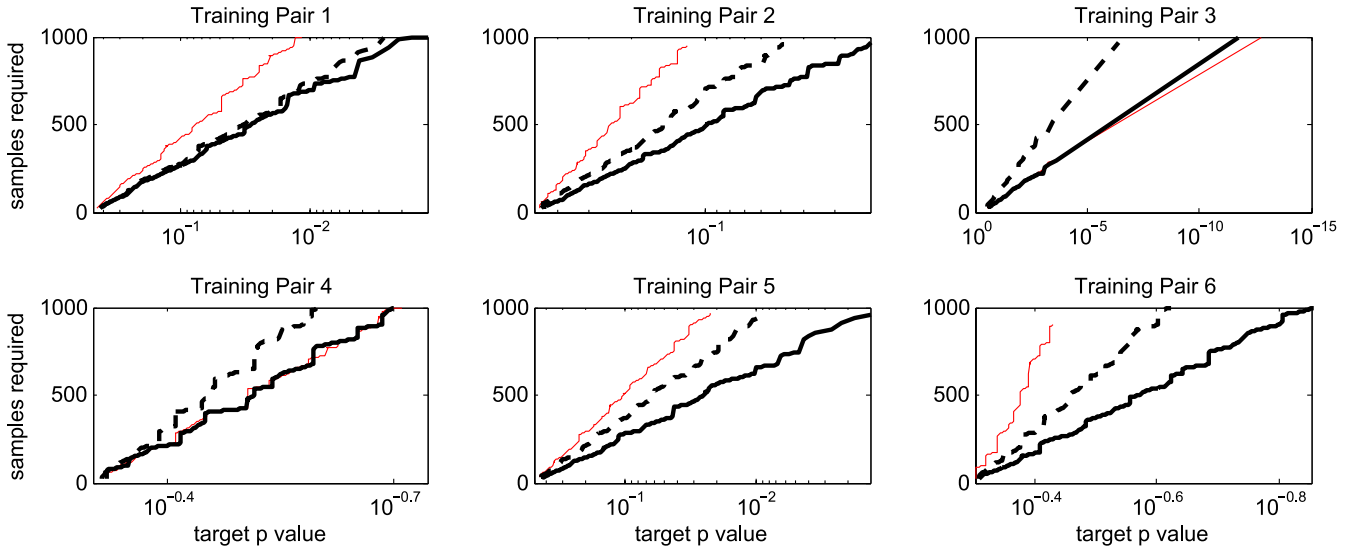 Training Pair 1
Training Pair 2
Training Pair 3
samples required
1000
500
0
10⁻¹
10⁻²
1000
500
0
10⁻¹
1000
500
0
10⁰
10⁻⁵
10⁻¹⁰
10⁻¹⁵
Training Pair 4
Training Pair 5
Training Pair 6
samples required
1000
500
0
10⁻⁰·⁴
10⁻⁰·⁷
target p value
1000
500
0
10⁻¹
10⁻²
target p value
1000
500
0
10⁻⁰·⁴
10⁻⁰·⁶
10⁻⁰·⁸
target p value